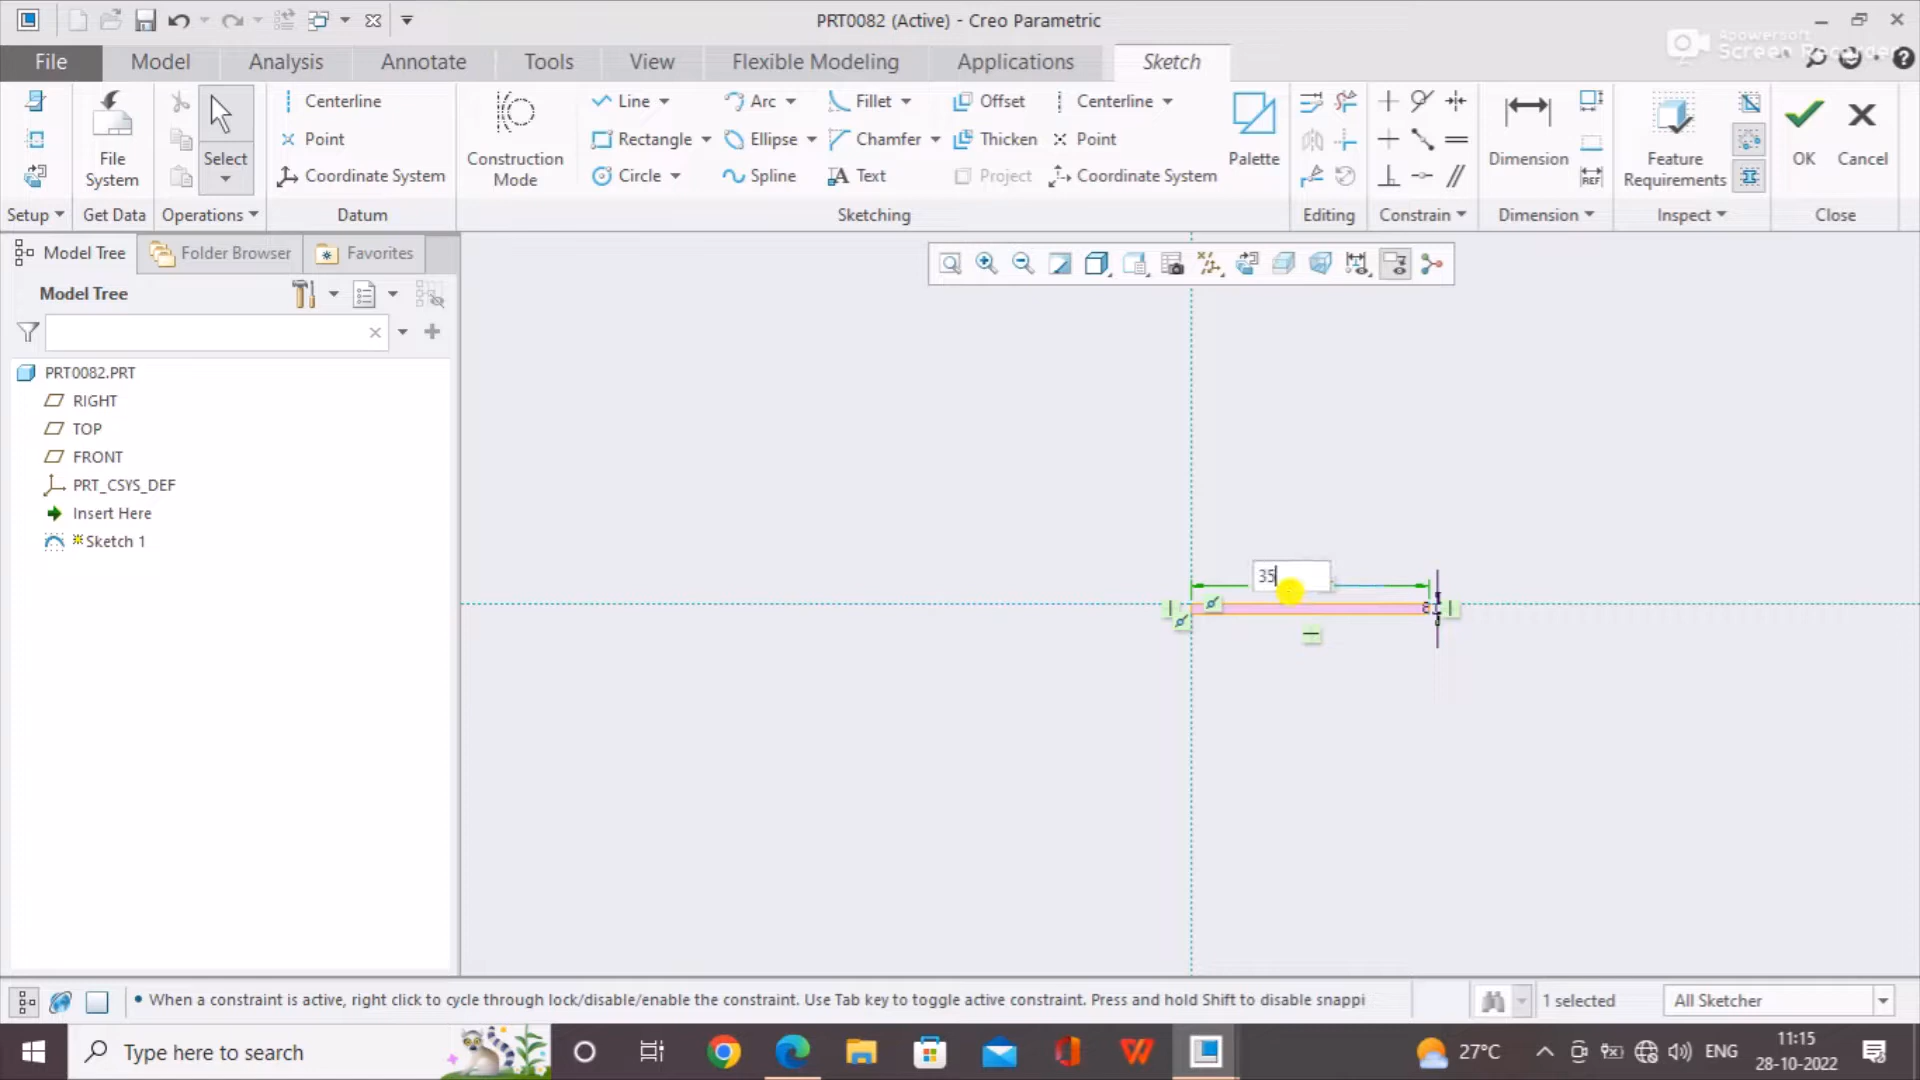 PRT0082 (Active) - Creo Parametric
Apowersoft
Screen Recorder
File
Model
Analysis
Annotate
Tools
View
Flexible Modeling
Applications
Sketch
File System
Select
Centerline
Point
Coordinate System
Construction Mode
Line
Rectangle
Circle
Arc
Ellipse
Spline
Fillet
Chamfer
Text
Offset
Thicken
Project
Centerline
Point
Coordinate System
Palette
Dimension
REF
Feature Requirements
OK
Cancel
Setup
Get Data
Operations
Datum
Sketching
Editing
Constrain
Dimension
Inspect
Close
Model Tree
Folder Browser
Favorites
Model Tree
PRT0082.PRT
RIGHT
TOP
FRONT
PRT_CSYS_DEF
Insert Here
Sketch 1
35
• When a constraint is active, right click to cycle through lock/disable/enable the constraint. Use Tab key to toggle active constraint. Press and hold Shift to disable snappi
1 selected
All Sketcher
Type here to search
27°C
ENG
11:15
28-10-2022